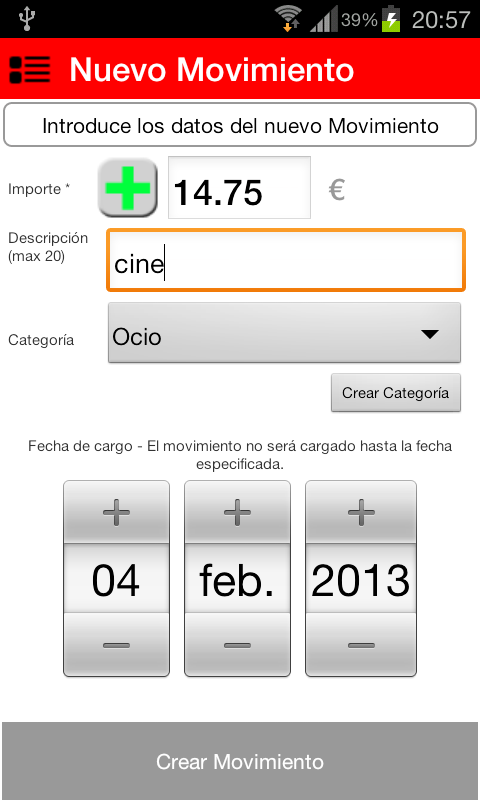 39% 20:57
Nuevo Movimiento
Introduce los datos del nuevo Movimiento
Importe * 14.75 €
Descripción
(max 20)
cine
Categoría Ocio
Crear Categoría
Fecha de cargo - El movimiento no será cargado hasta la fecha
especificada.
+ + +
04 feb. 2013
− − −
Crear Movimiento